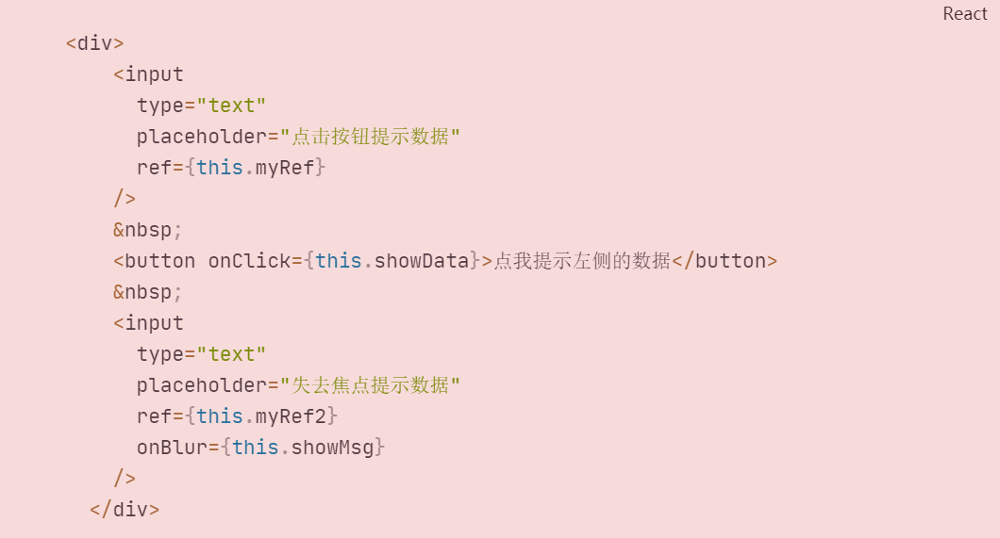 React
<div>
<input
type="text"
placeholder="点击按钮提示数据"
ref={this.myRef}
/>
&nbsp;
<button onClick={this.showData}>点我提示左侧的数据</button>
&nbsp;
<input
type="text"
placeholder="失去焦点提示数据"
ref={this.myRef2}
onBlur={this.showMsg}
/>
</div>